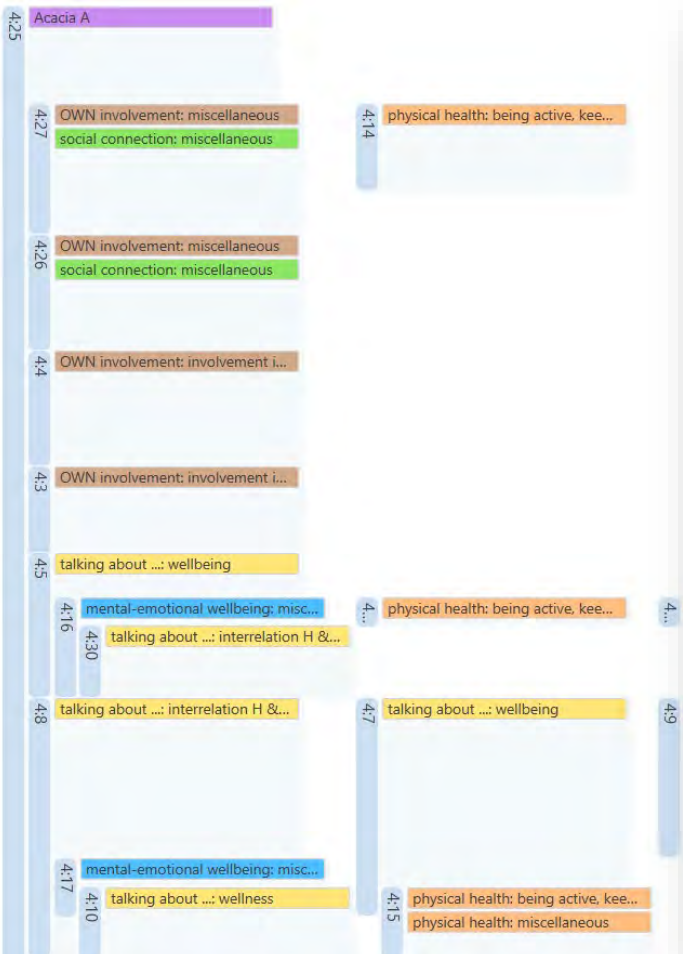 4:25
Acacia A
4:27
OWN involvement: miscellaneous
social connection: miscellaneous
4:14
physical health: being active, kee...
4:26
OWN involvement: miscellaneous
social connection: miscellaneous
4:4
OWN involvement: involvement i...
4:3
OWN involvement: involvement i...
4:5
talking about ...: wellbeing
4:16
mental-emotional wellbeing: misc...
4...
physical health: being active, kee...
4...
4:30
talking about ...: interrelation H &...
4:8
talking about ...: interrelation H &...
4:7
talking about ...: wellbeing
4:9
4:17
mental-emotional wellbeing: misc...
4:10
talking about ...: wellness
4:15
physical health: being active, kee...
physical health: miscellaneous